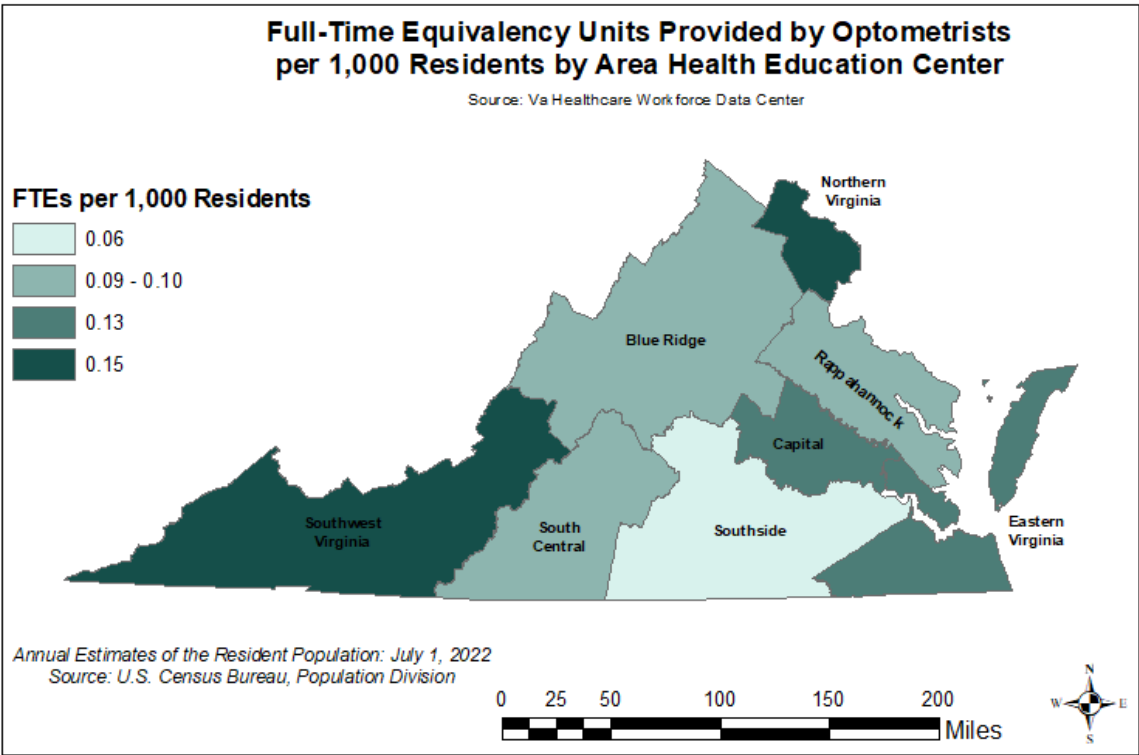 Full-Time Equivalency Units Provided by Optometrists
per 1,000 Residents by Area Health Education Center
Source: Va Healthcare Workforce Data Center
FTEs per 1,000 Residents
0.06
0.09 - 0.10
0.13
0.15
Northern
Virginia
Blue Ridge
Rappahannock
Capital
Southwest
Virginia
South
Central
Southside
Eastern
Virginia
Annual Estimates of the Resident Population: July 1, 2022
Source: U.S. Census Bureau, Population Division
0 25 50 100 150 200
Miles
N
W E
S